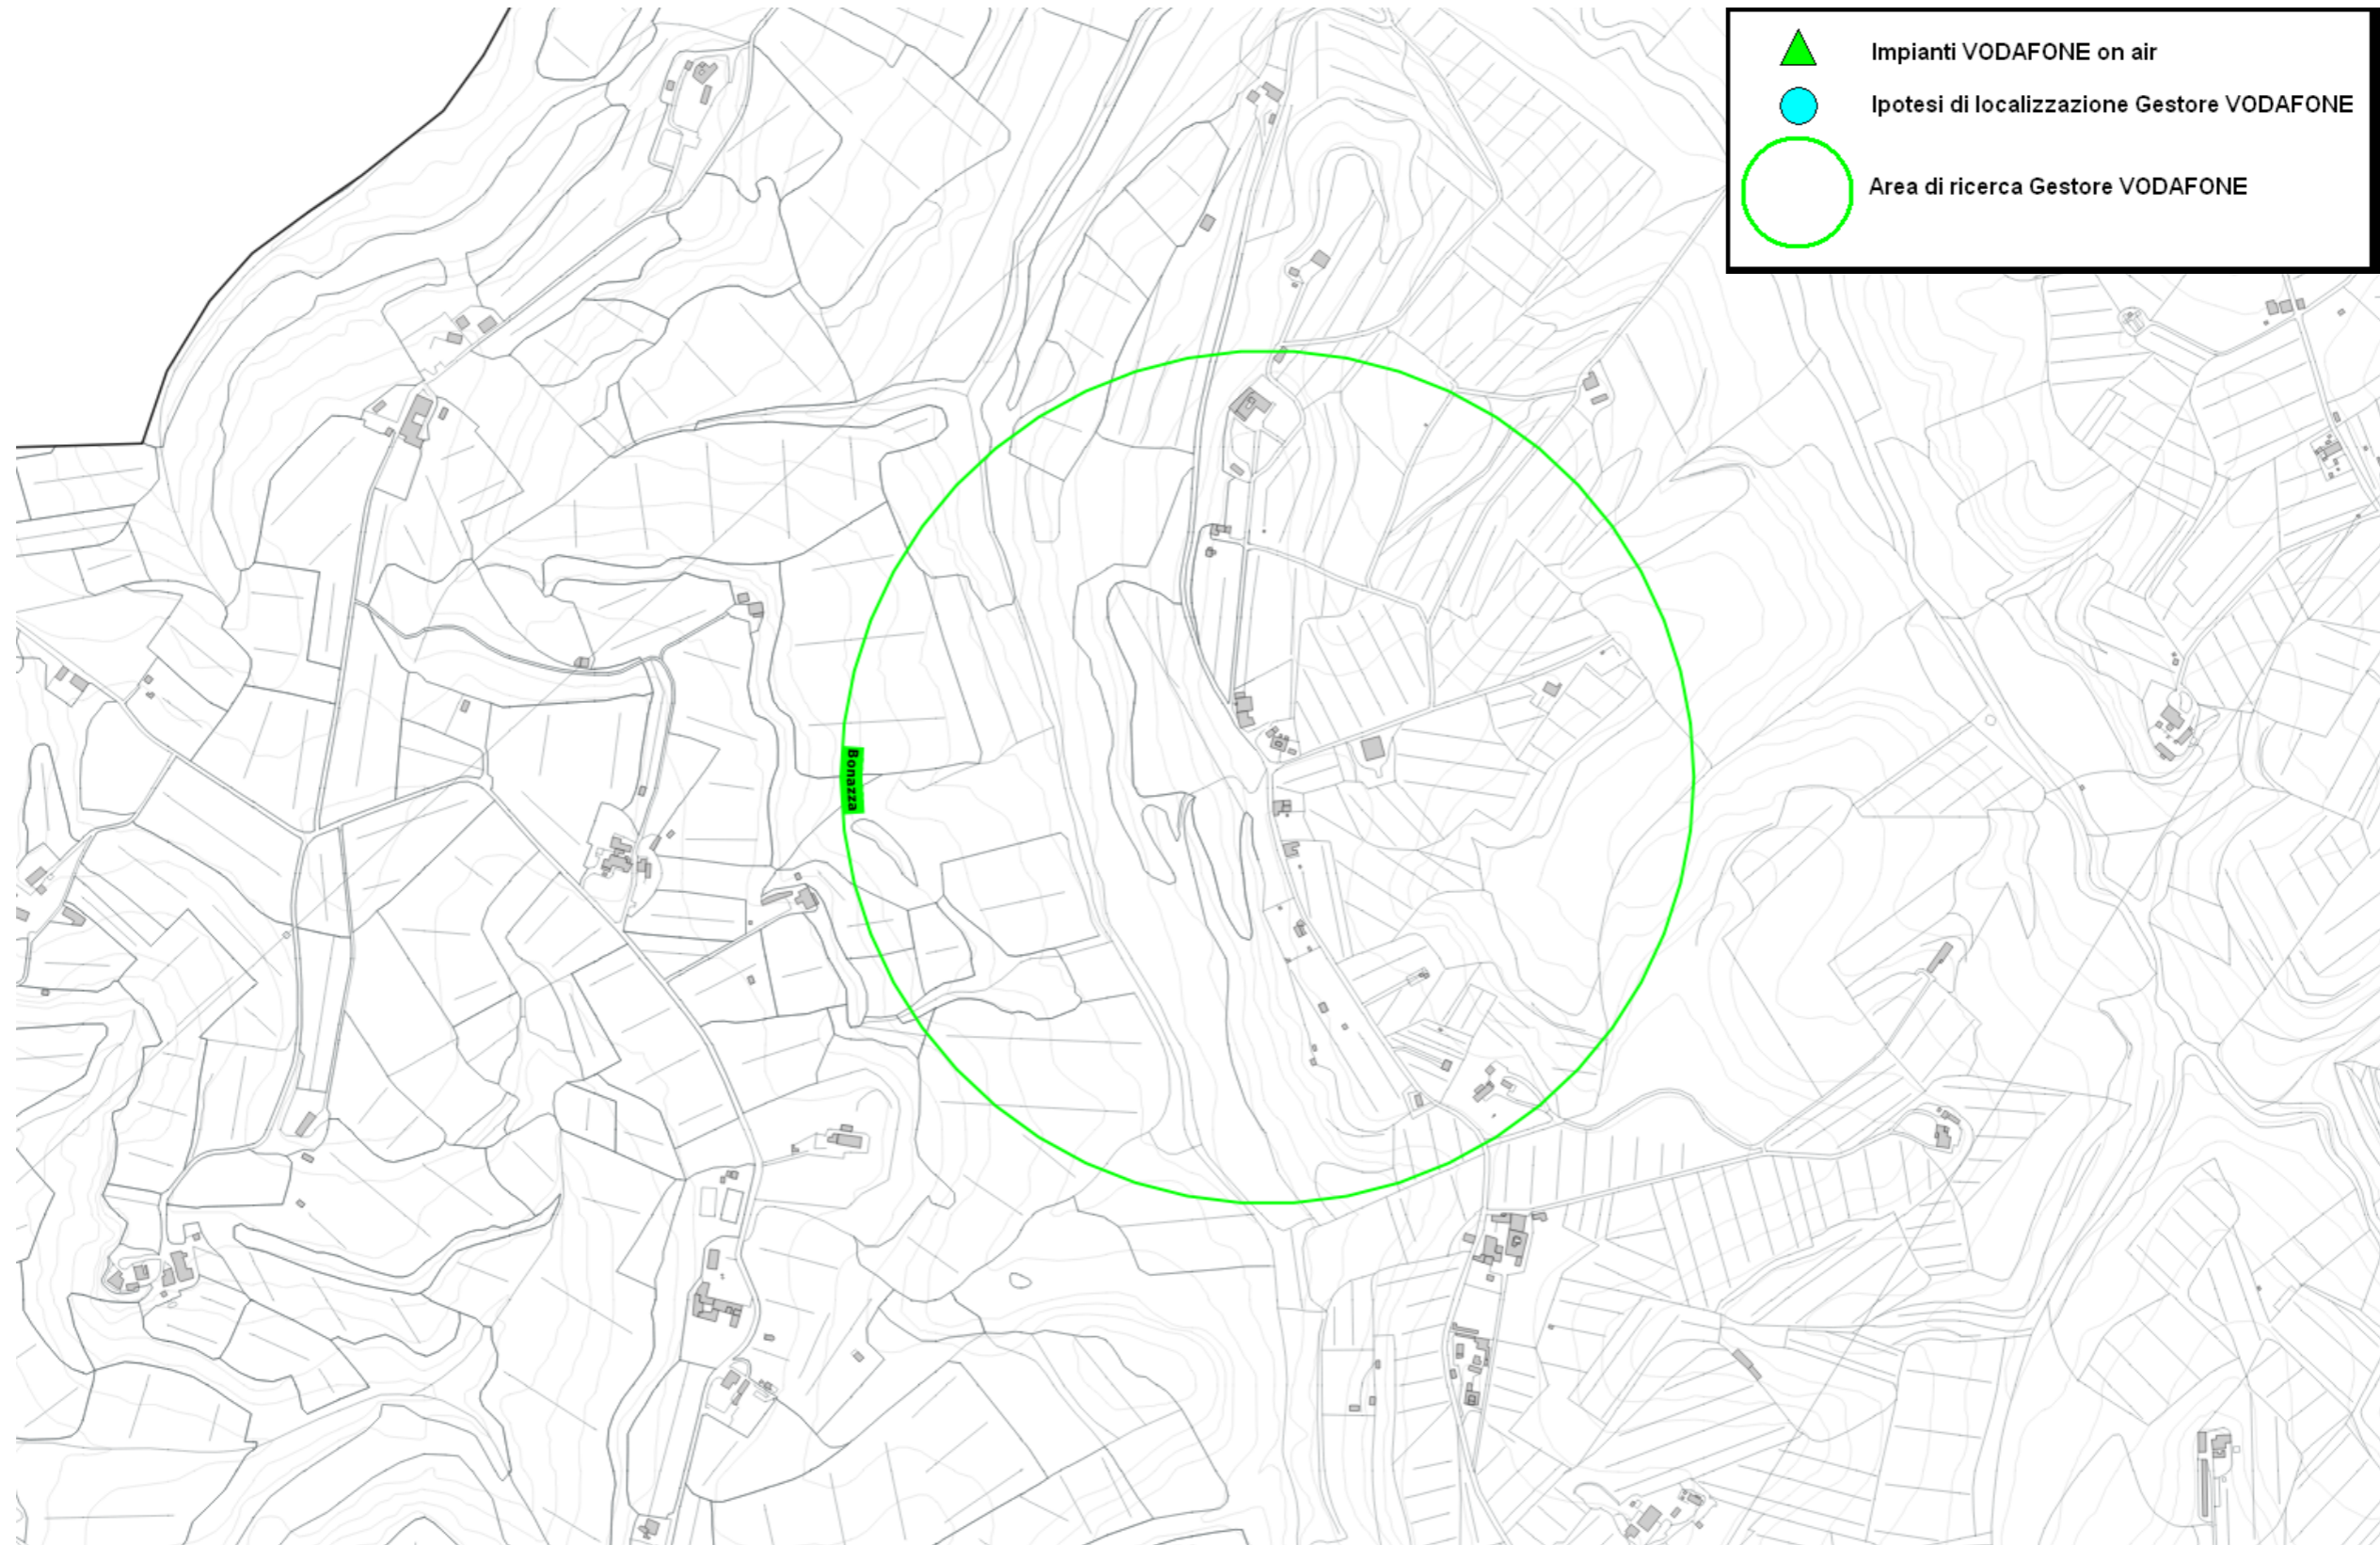 Impianti VODAFONE on air
Ipotesi di localizzazione Gestore VODAFONE
Area di ricerca Gestore VODAFONE
Bonazza